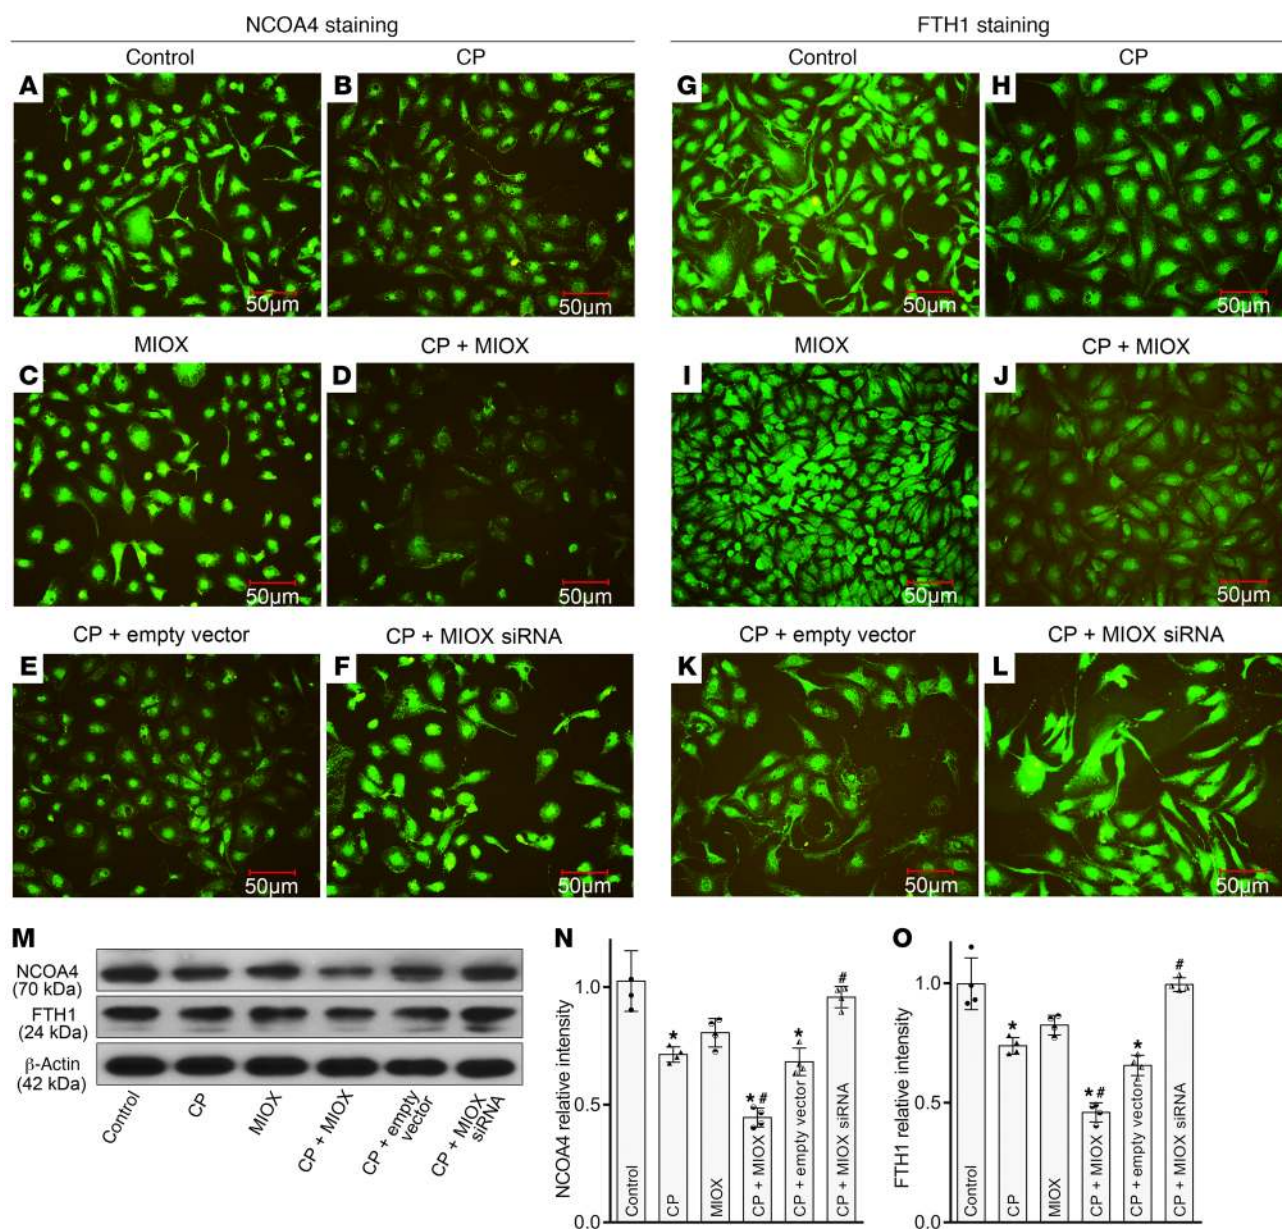 NCOA4 staining
FTH1 staining
Control
CP
Control
CP
A
B
G
H
50µm
50µm
50µm
50µm
MIOX
CP + MIOX
MIOX
CP + MIOX
C
D
I
J
50µm
50µm
50µm
50µm
CP + empty vector
CP + MIOX siRNA
CP + empty vector
CP + MIOX siRNA
E
F
K
L
50µm
50µm
50µm
50µm
M
NCOA4
(70 kDa)
FTH1
(24 kDa)
β-Actin
(42 kDa)
Control
CP
MIOX
CP + MIOX
CP + empty
vector
CP + MIOX
siRNA
N
NCOA4 relative intensity
1.0
0.5
0.0
*
* #
*
#
Control
CP
MIOX
CP + MIOX
CP + empty vector
CP + MIOX siRNA
O
FTH1 relative intensity
1.0
0.5
0.0
*
* #
*
#
Control
CP
MIOX
CP + MIOX
CP + empty vector
CP + MIOX siRNA